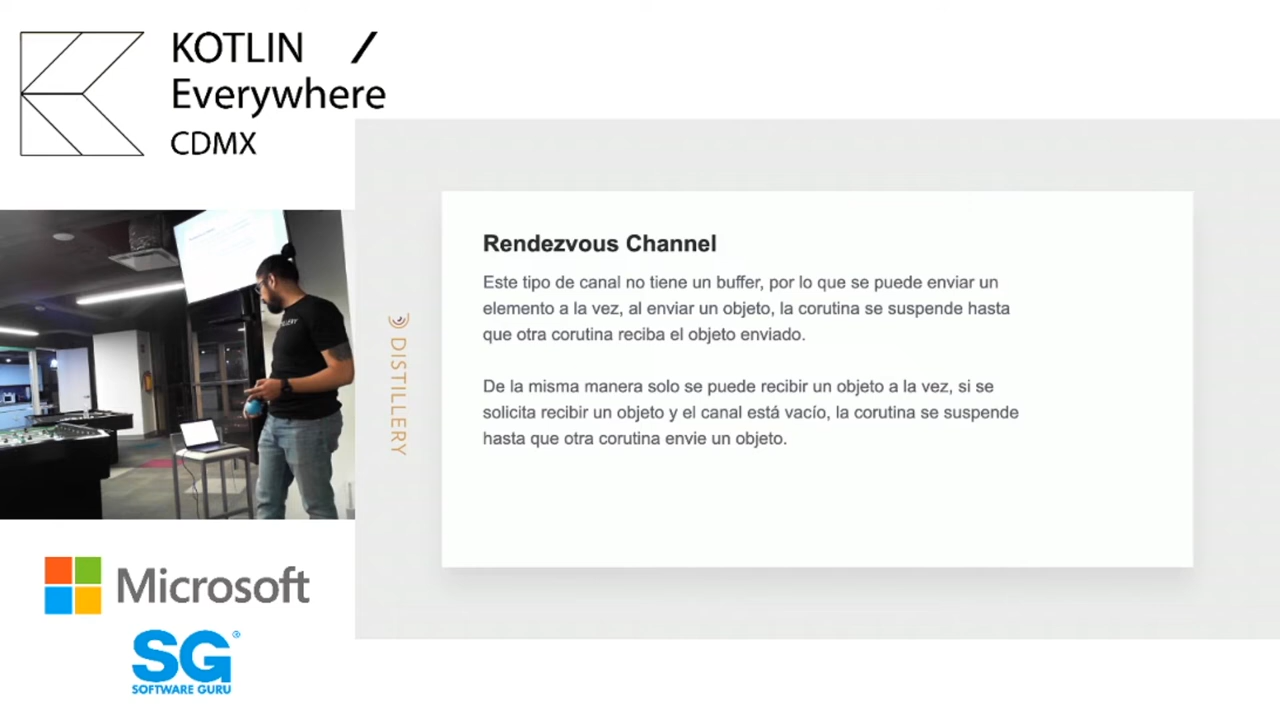 KOTLIN /
Everywhere
CDMX
DISTILLERY
Rendezvous Channel
Este tipo de canal no tiene un buffer, por lo que se puede enviar un
elemento a la vez, al enviar un objeto, la corutina se suspende hasta
que otra corutina reciba el objeto enviado.
De la misma manera solo se puede recibir un objeto a la vez, si se
solicita recibir un objeto y el canal está vacío, la corutina se suspende
hasta que otra corutina envie un objeto.
Microsoft
SG®
SOFTWARE GURU